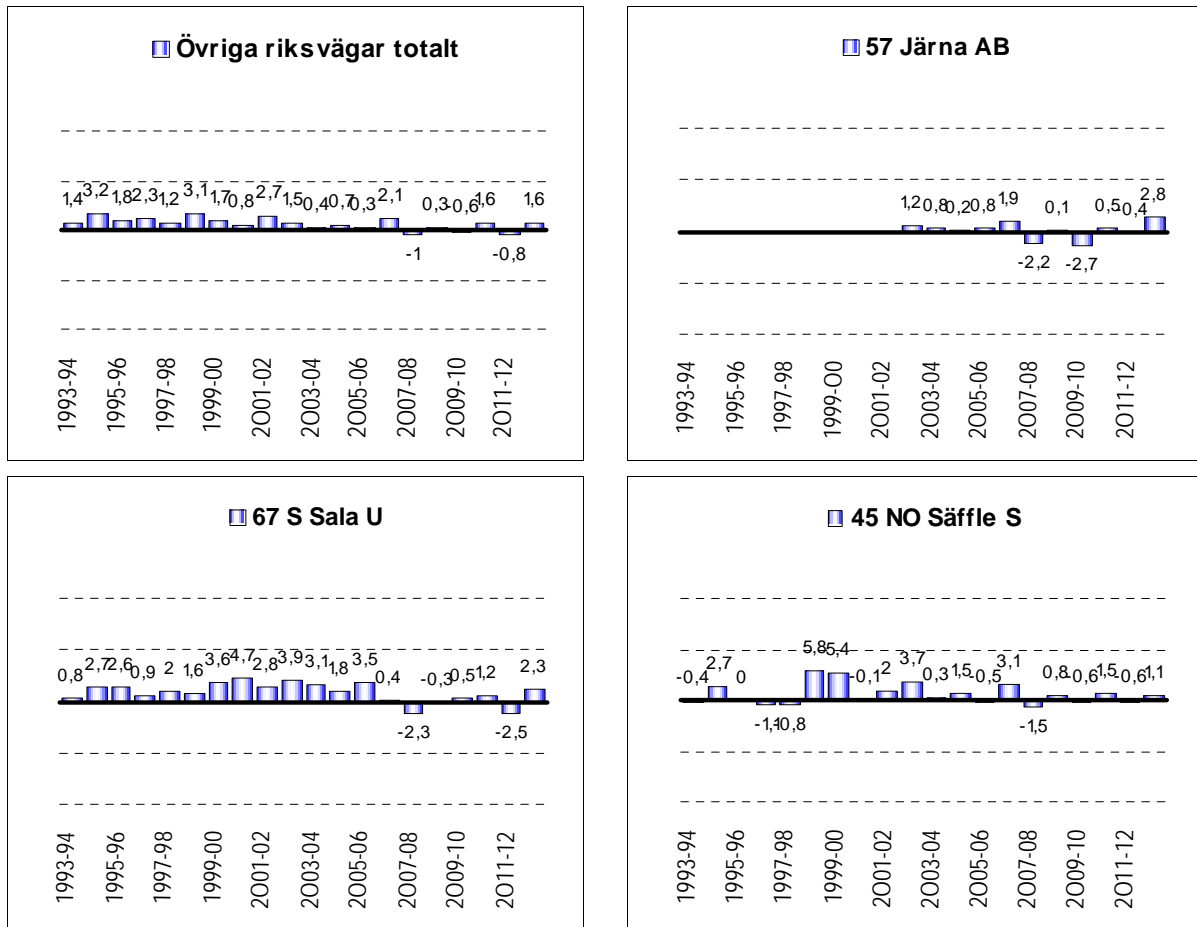 Övriga riksvägar totalt
1,4 3,2 1,8 2,3 1,2 3,1 1,7 0,8 2,7 1,5 0,4 0,7 0,3 2,1 -1 0,3 -0,6 1,6 -0,8 1,6
1993-94 1995-96 1997-98 1999-00 2001-02 2003-04 2005-06 2007-08 2009-10 2011-12
57 Järna AB
1,2 0,8 0,2 0,8 1,9 -2,2 0,1 -2,7 0,5 -0,4 2,8
1993-94 1995-96 1997-98 1999-00 2001-02 2003-04 2005-06 2007-08 2009-10 2011-12
67 S Sala U
0,8 2,7 2,6 0,9 2 1,6 3,6 4,7 2,8 3,9 3,1 1,8 3,5 0,4 -2,3 -0,3 0,5 1,2 -2,5 2,3
1993-94 1995-96 1997-98 1999-00 2001-02 2003-04 2005-06 2007-08 2009-10 2011-12
45 NO Säffle S
-0,4 2,7 0 -1,1 -0,8 5,8 5,4 -0,1 2 3,7 0,3 1,5 -0,5 3,1 -1,5 0,8 -0,6 1,5 -0,6 1,1
1993-94 1995-96 1997-98 1999-00 2001-02 2003-04 2005-06 2007-08 2009-10 2011-12